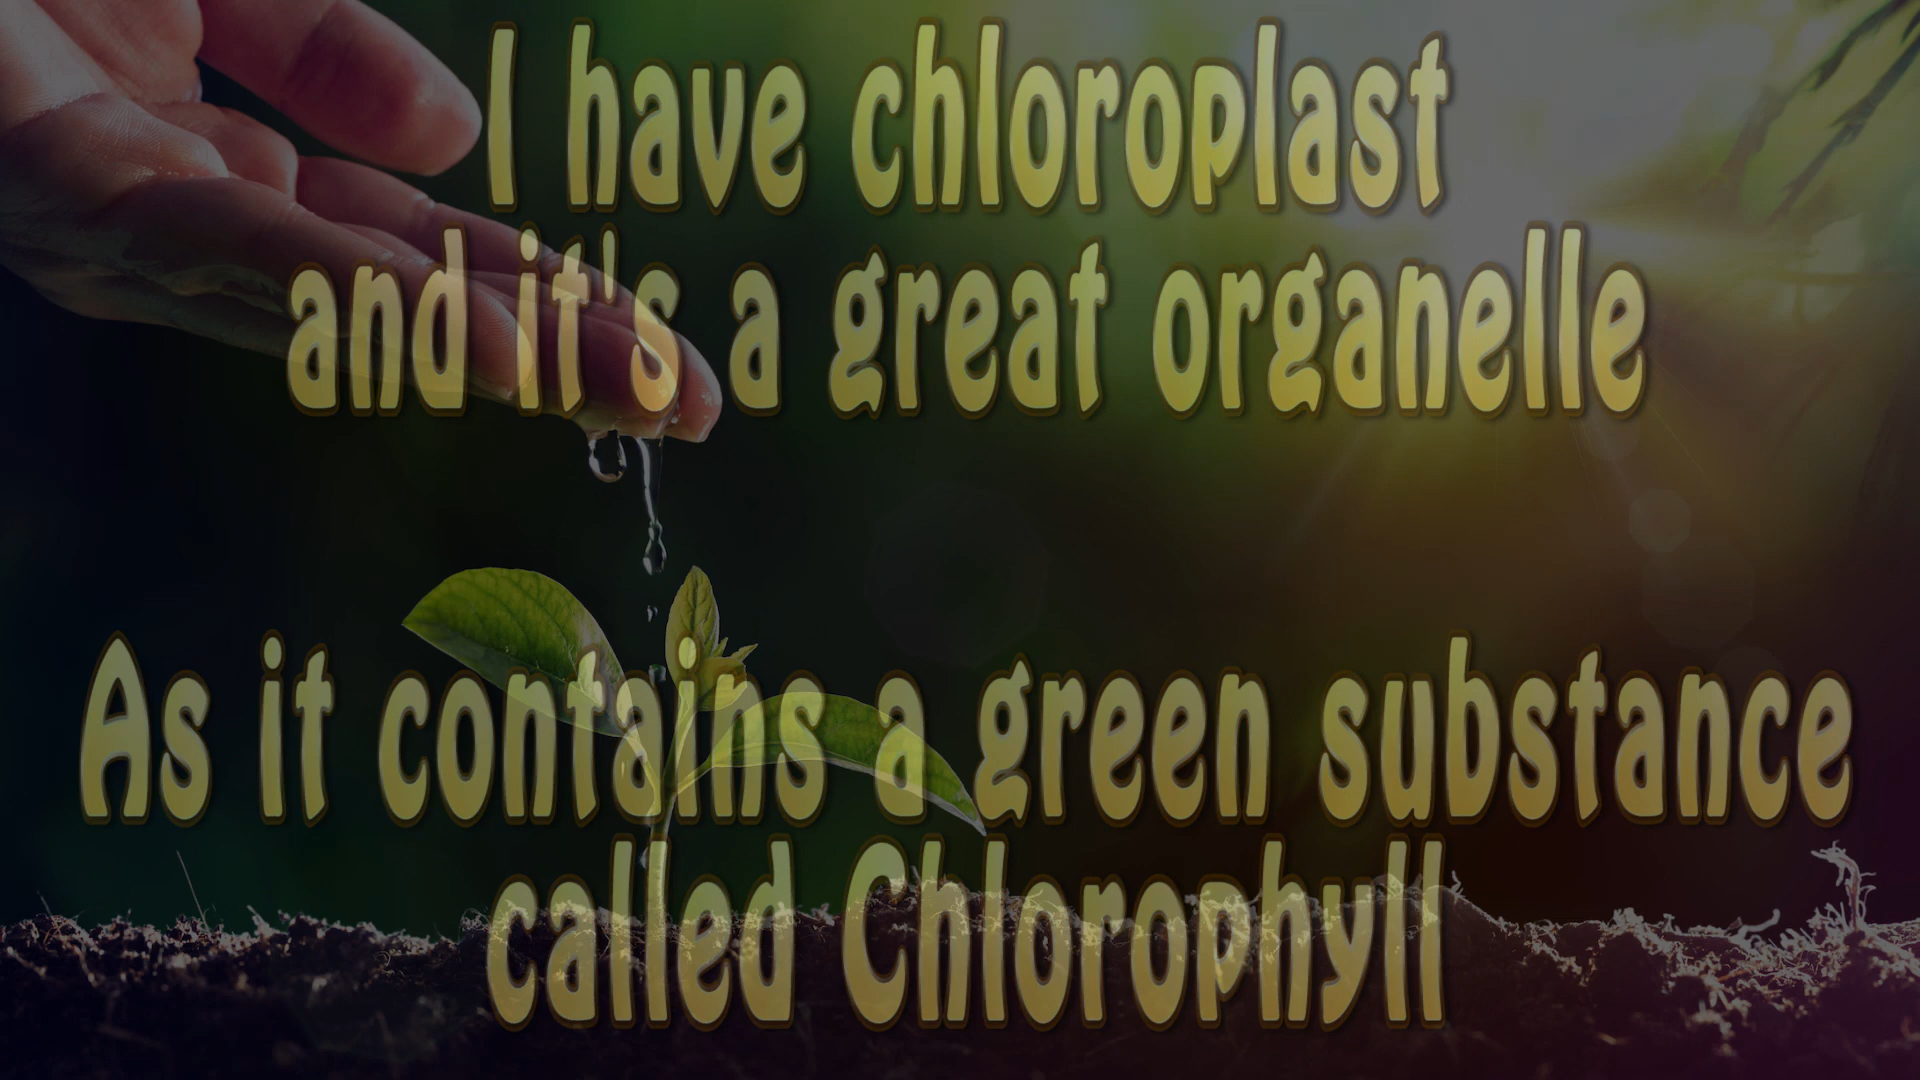 I have chloroplast
and it's a great organelle
As it contains a green substance
called Chlorophyll